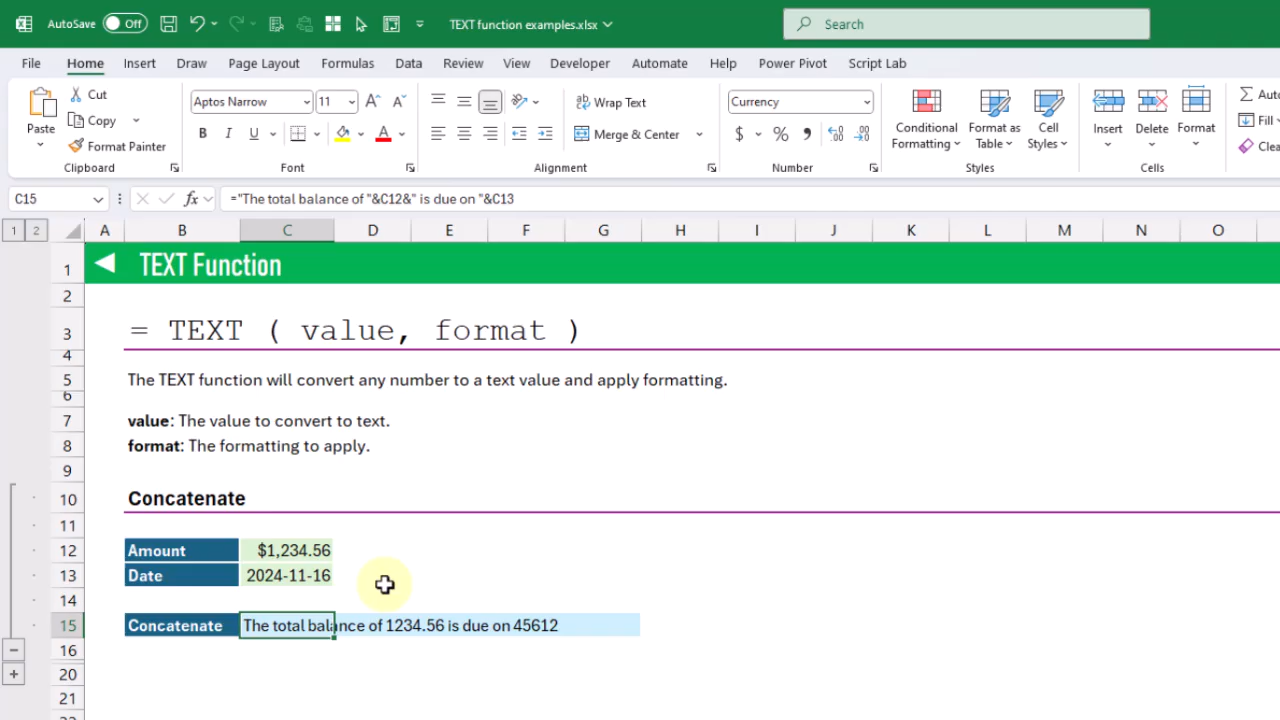 AutoSave Off TEXT function examples.xlsx Search
File Home Insert Draw Page Layout Formulas Data Review View Developer Automate Help Power Pivot Script Lab
Paste Cut Copy Format Painter
Clipboard
Aptos Narrow 11
B I U A
Font
Wrap Text
Merge & Center
Alignment
Currency
$ %
Number
Conditional Formatting
Format as Table
Cell Styles
Styles
Insert Delete Format
Cells
Auto
Fill
Clea
C15 fx ="The total balance of "&C12&" is due on "&C13
1 2 A B C D E F G H I J K L M N O
1 TEXT Function
2
3 = TEXT ( value, format )
4
5 The TEXT function will convert any number to a text value and apply formatting.
6
7 value: The value to convert to text.
8 format: The formatting to apply.
9
10 Concatenate
11
12 Amount $1,234.56
13 Date 2024-11-16
14
15 Concatenate The total balance of 1234.56 is due on 45612
16
20
21